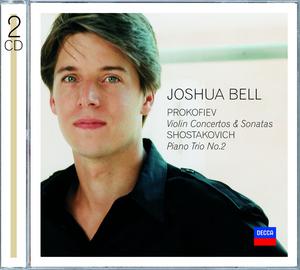 2
CD
JOSHUA BELL
PROKOFIEV
Violin Concertos & Sonatas
SHOSTAKOVICH
Piano Trio No.2
DECCA